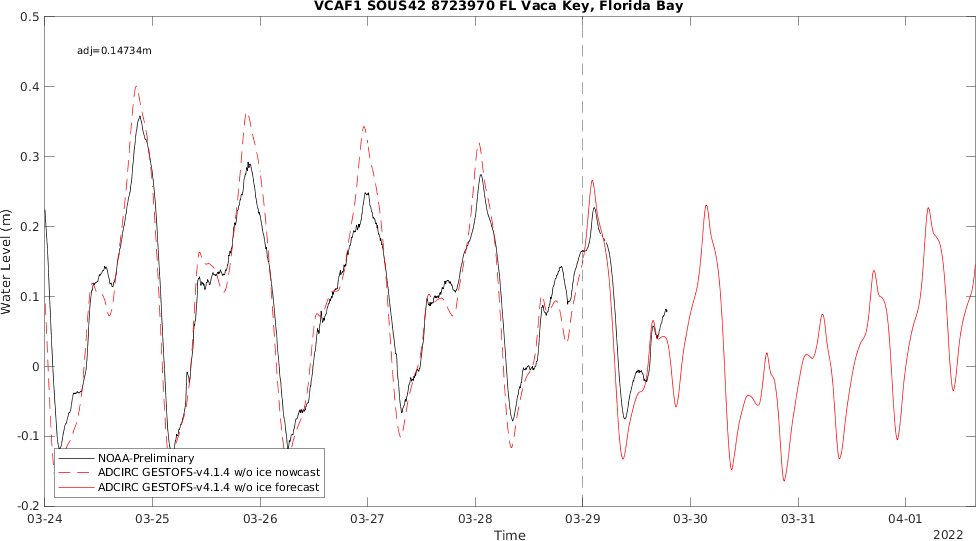 VCAF1 SOUS42 8723970 FL Vaca Key, Florida Bay
0.5
adj=0.14734m
0.4
0.3
0.2
Water Level (m)
0.1
0
-0.1
NOAA-Preliminary
ADCIRC GESTOFS-v4.1.4 w/o ice nowcast
ADCIRC GESTOFS-v4.1.4 w/o ice forecast
-0.2
03-24 03-25 03-26 03-27 03-28 03-29 03-30 03-31 04-01
Time
2022